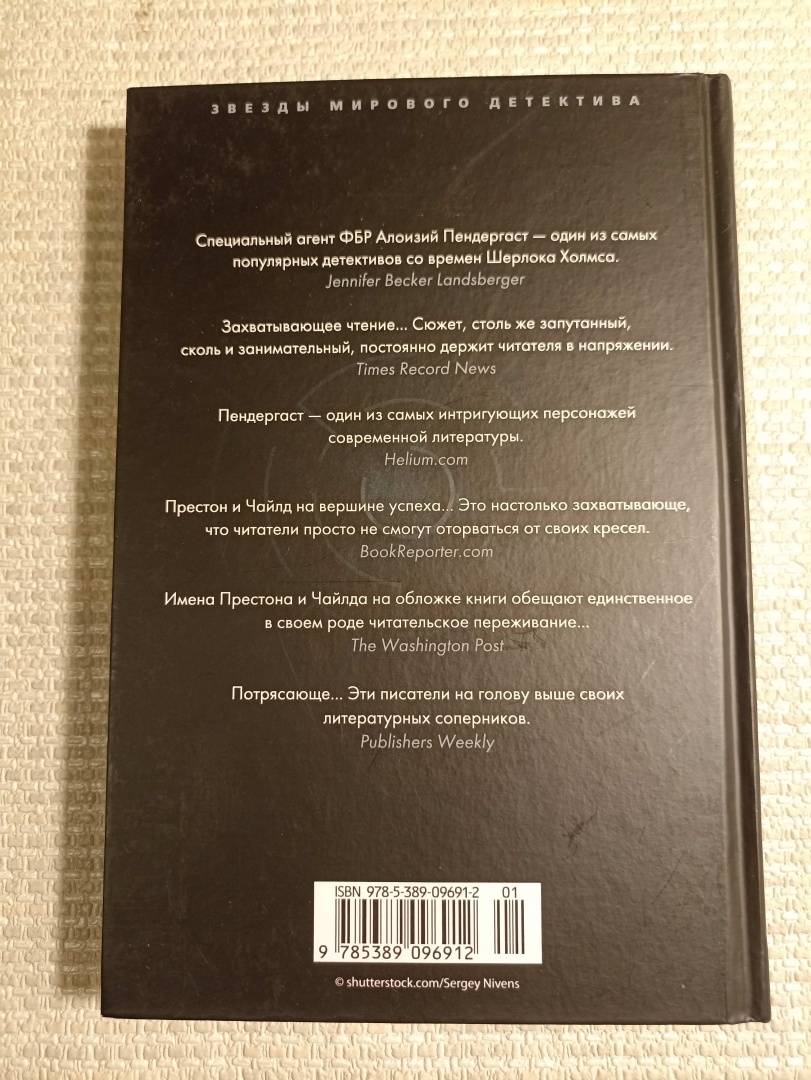 ЗВЕЗДЫ МИРОВОГО ДЕТЕКТИВА
Специальный агент ФБР Алоизий Пендергаст — один из самых
популярных детективов со времен Шерлока Холмса.
Jennifer Becker Landsberger
Захватывающее чтение... Сюжет, столь же запутанный,
сколь и занимательный, постоянно держит читателя в напряжении.
Times Record News
Пендергаст — один из самых интригующих персонажей
современной литературы.
Helium.com
Престон и Чайлд на вершине успеха... Это настолько захватывающе,
что читатели просто не смогут оторваться от своих кресел.
BookReporter.com
Имена Престона и Чайлда на обложке книги обещают единственное
в своем роде читательское переживание...
The Washington Post
Потрясающе... Эти писатели на голову выше своих
литературных соперников.
Publishers Weekly
ISBN 978-5-389-09691-2 01
9 785389 096912
© shutterstock.com/Sergey Nivens